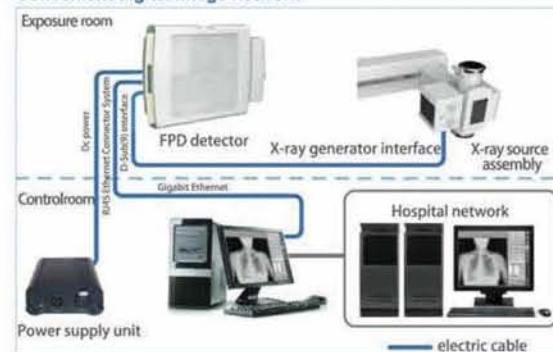 Exposure room
Dc power
RJ45 Ethernet Connector System
D-Sub(9) Interface
FPD detector
X-ray generator interface
X-ray source
assembly
Controlroom
Gigabit Ethernet
Hospital network
Power supply unit
electric cable